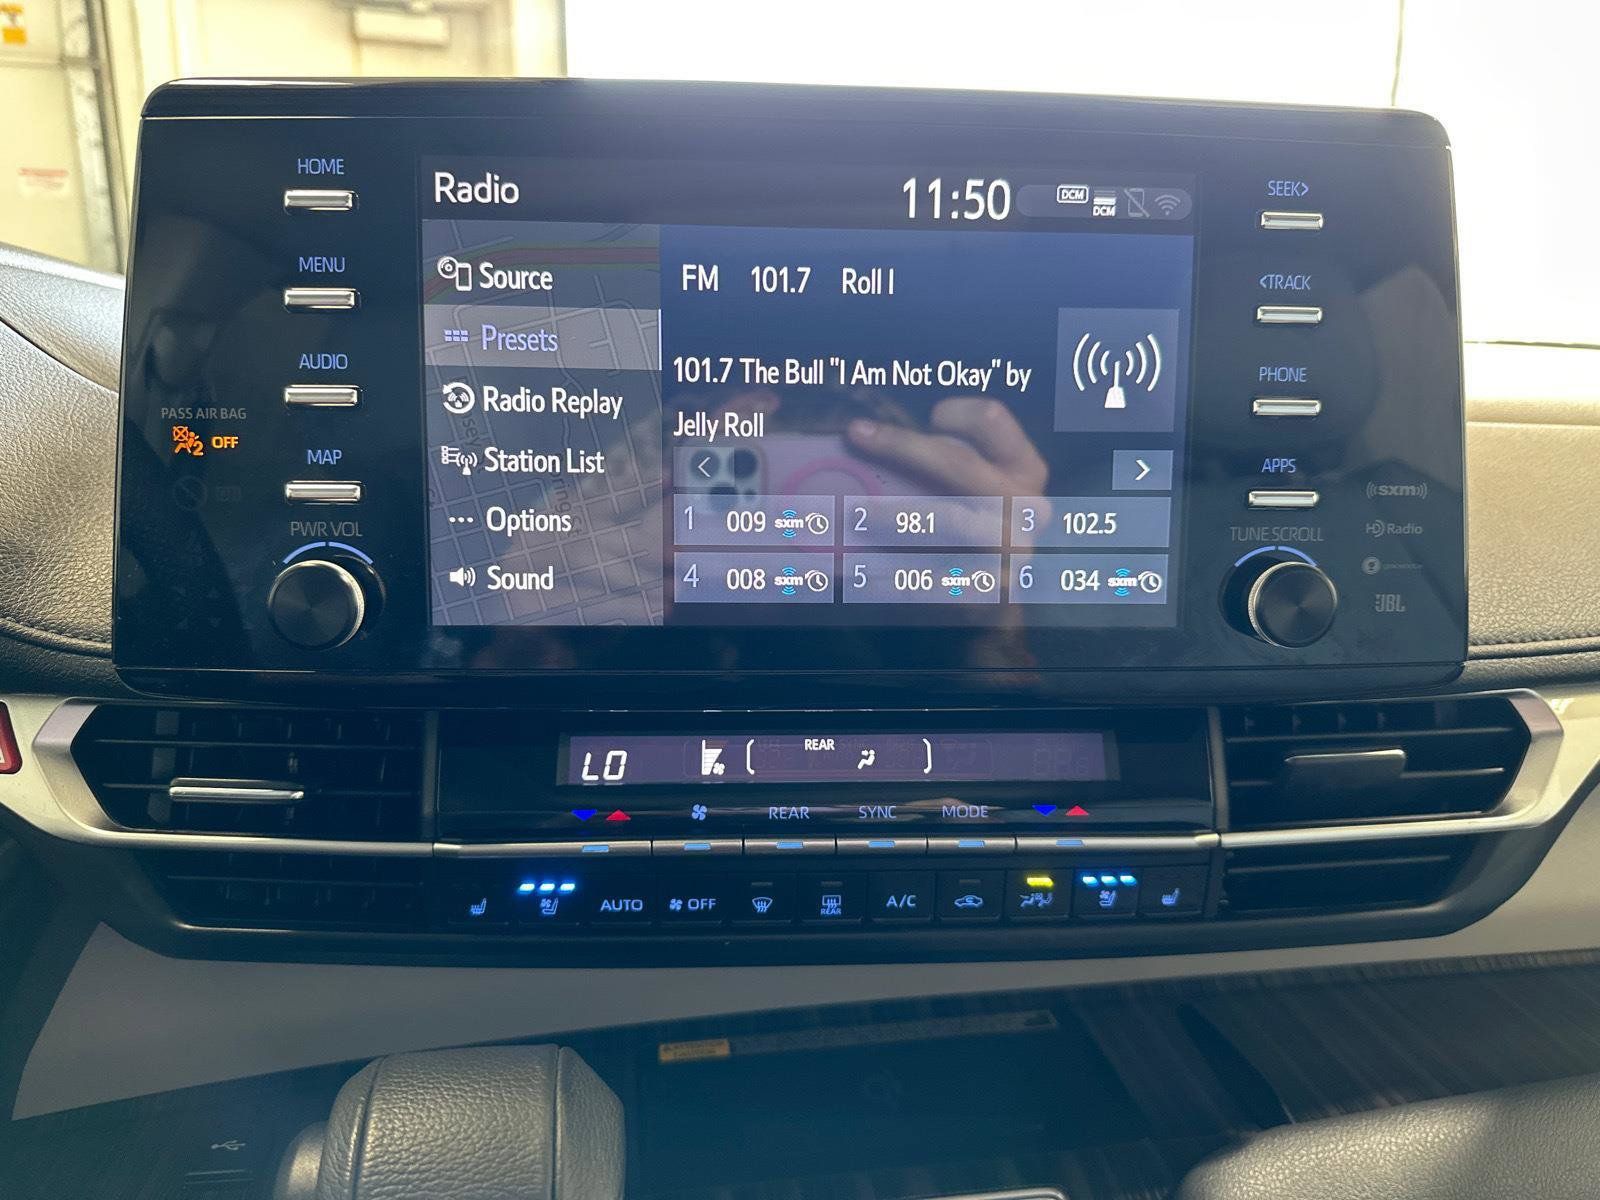 HOME
MENU
AUDIO
MAP
PWR VOL
PASS AIR BAG
2 OFF
Radio
11:50
DCM
DCM
Source
Presets
Radio Replay
Station List
Options
Sound
FM 101.7 Roll I
101.7 The Bull "I Am Not Okay" by
Jelly Roll
< >
1 009 sxm 2 98.1 3 102.5
4 008 sxm 5 006 sxm 6 034 sxm
SEEK>
<TRACK
PHONE
APPS
TUNE SCROLL
((SXM))
HD Radio
JBL
LO
REAR
REAR SYNC MODE
AUTO OFF REAR A/C